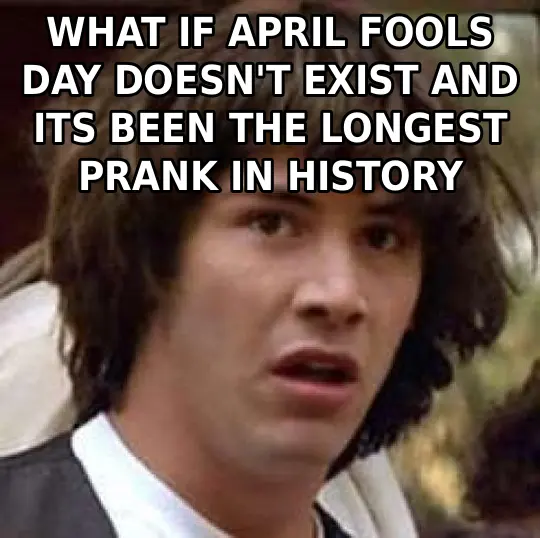 WHAT IF APRIL FOOLS
DAY DOESN'T EXIST AND
ITS BEEN THE LONGEST
PRANK IN HISTORY